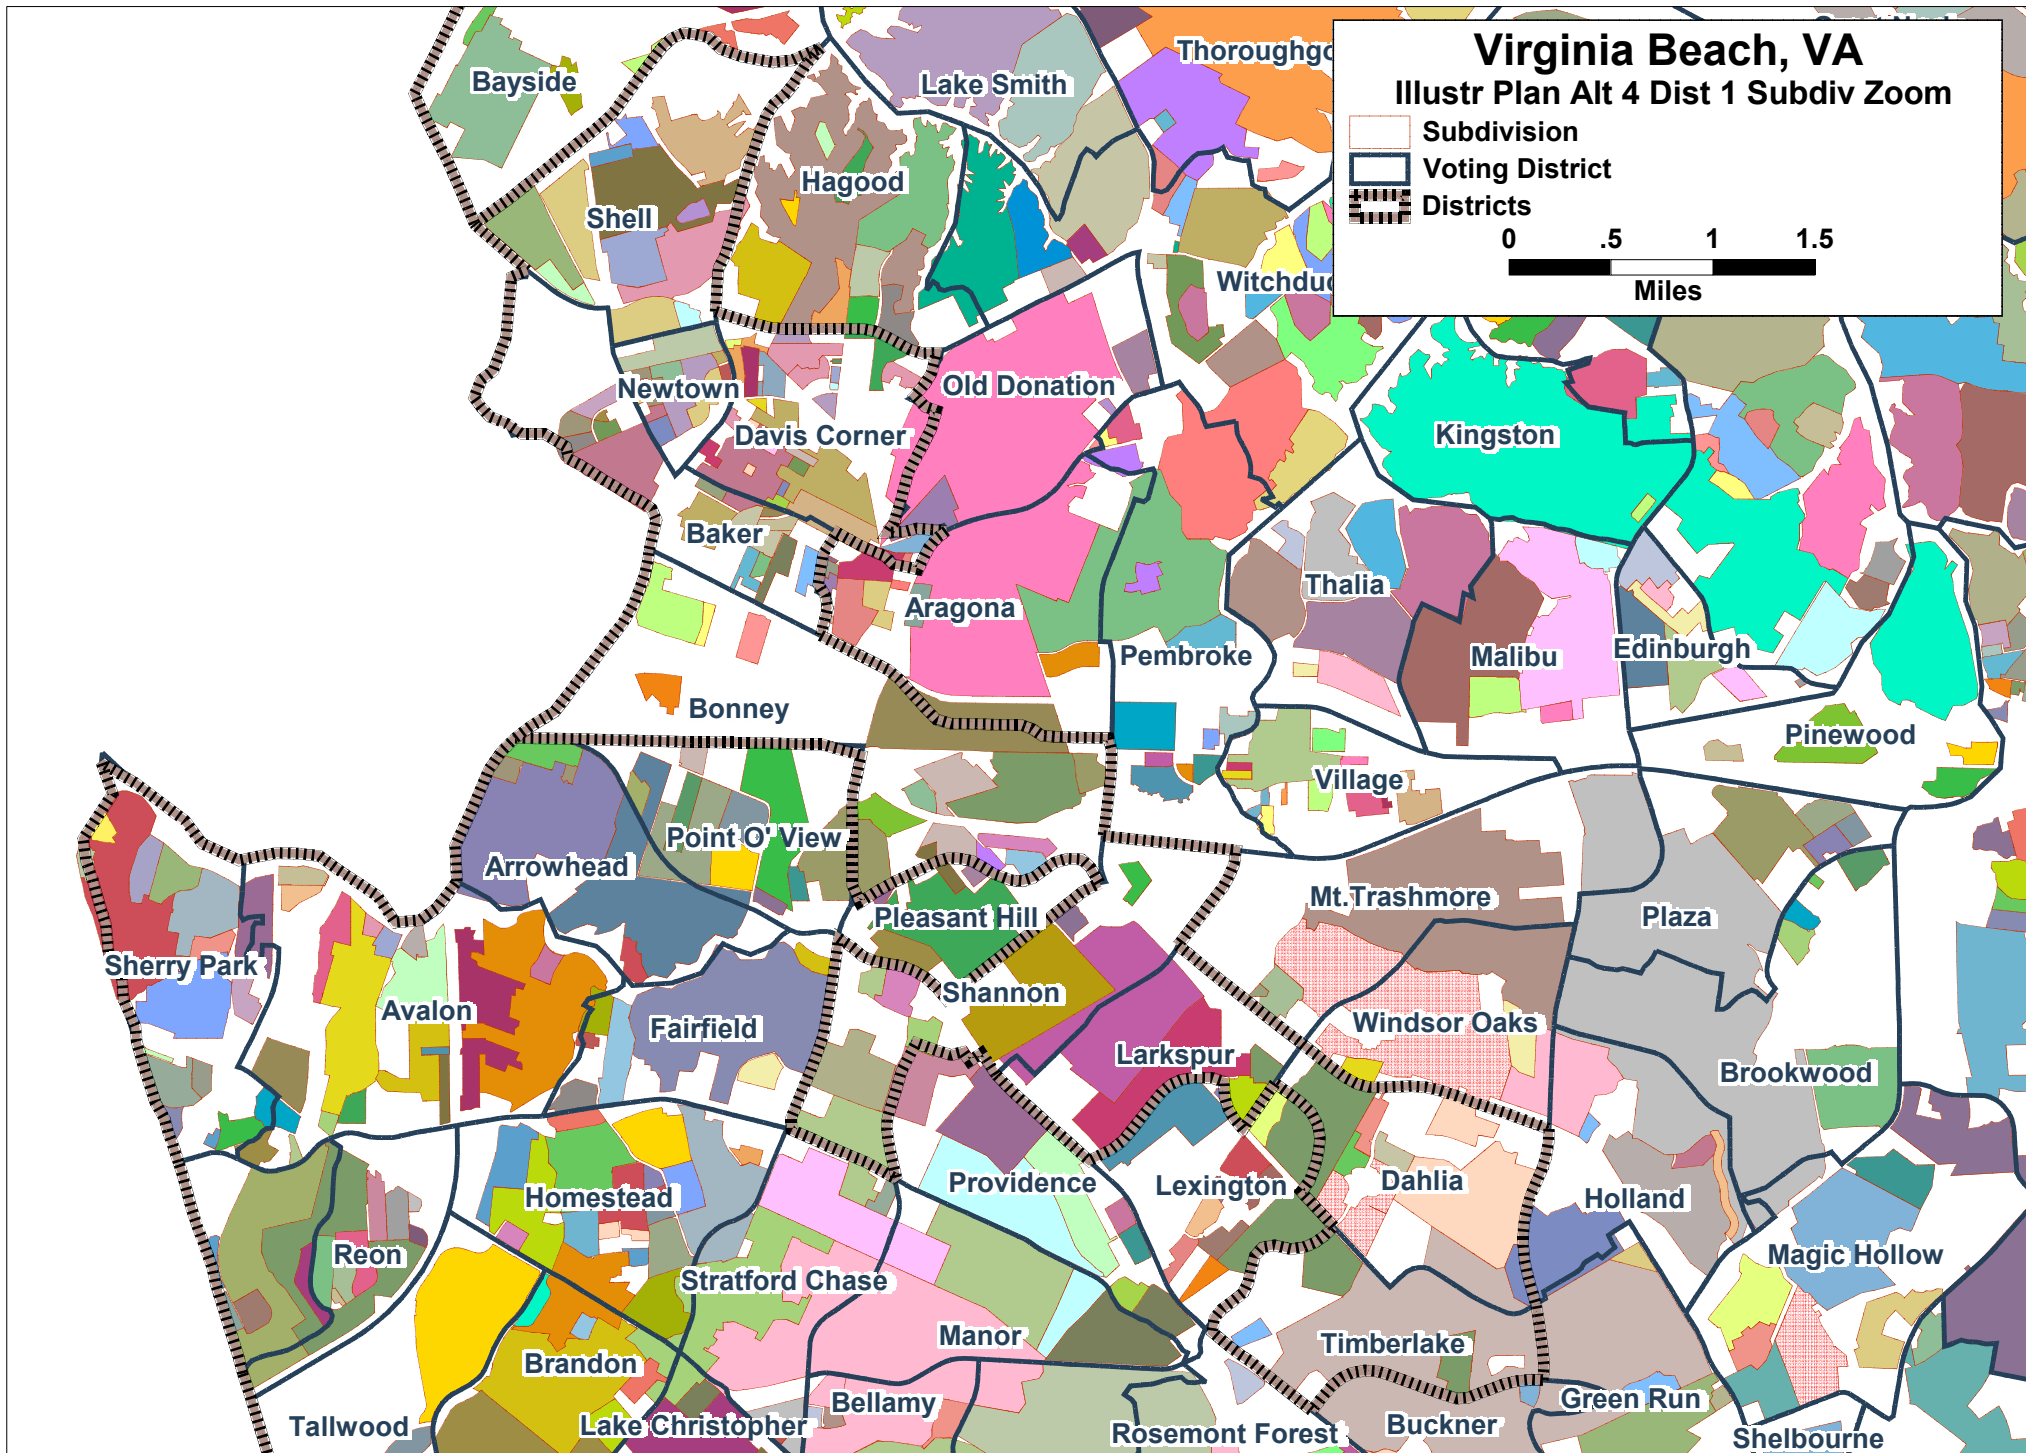 Virginia Beach, VA
Illustr Plan Alt 4 Dist 1 Subdiv Zoom
Subdivision
Voting District
Districts
0 .5 1 1.5
Miles
Bayside
Lake Smith
Thoroughgo
Hagood
Shell
Witchduc
Newtown
Old Donation
Davis Corner
Kingston
Baker
Thalia
Aragona
Pembroke
Malibu
Edinburgh
Bonney
Pinewood
Village
Point O' View
Arrowhead
Mt.Trashmore
Pleasant Hill
Plaza
Sherry Park
Shannon
Avalon
Fairfield
Windsor Oaks
Larkspur
Brookwood
Homestead
Providence
Lexington
Dahlia
Holland
Reon
Magic Hollow
Stratford Chase
Manor
Timberlake
Brandon
Bellamy
Green Run
Tallwood
Lake Christopher
Rosemont Forest
Buckner
Shelbourne